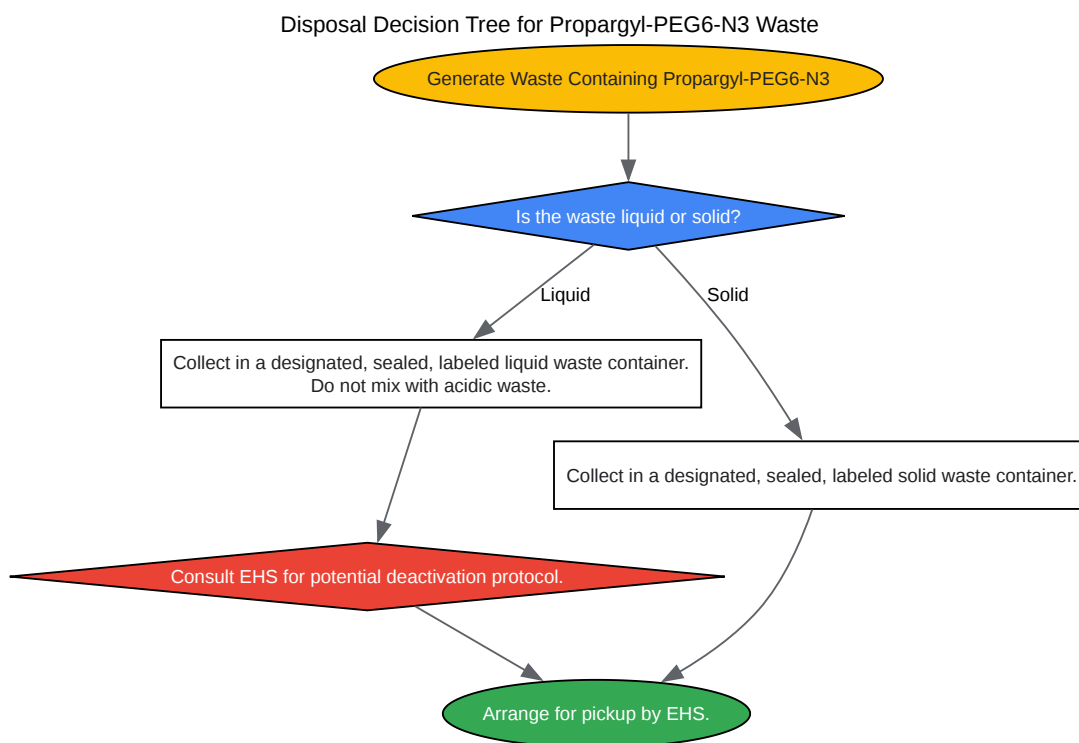 Disposal Decision Tree for Propargyl-PEG6-N3 Waste
Generate Waste Containing Propargyl-PEG6-N3
Is the waste liquid or solid?
Liquid
Solid
Collect in a designated, sealed, labeled liquid waste container.
Do not mix with acidic waste.
Collect in a designated, sealed, labeled solid waste container.
Consult EHS for potential deactivation protocol.
Arrange for pickup by EHS.